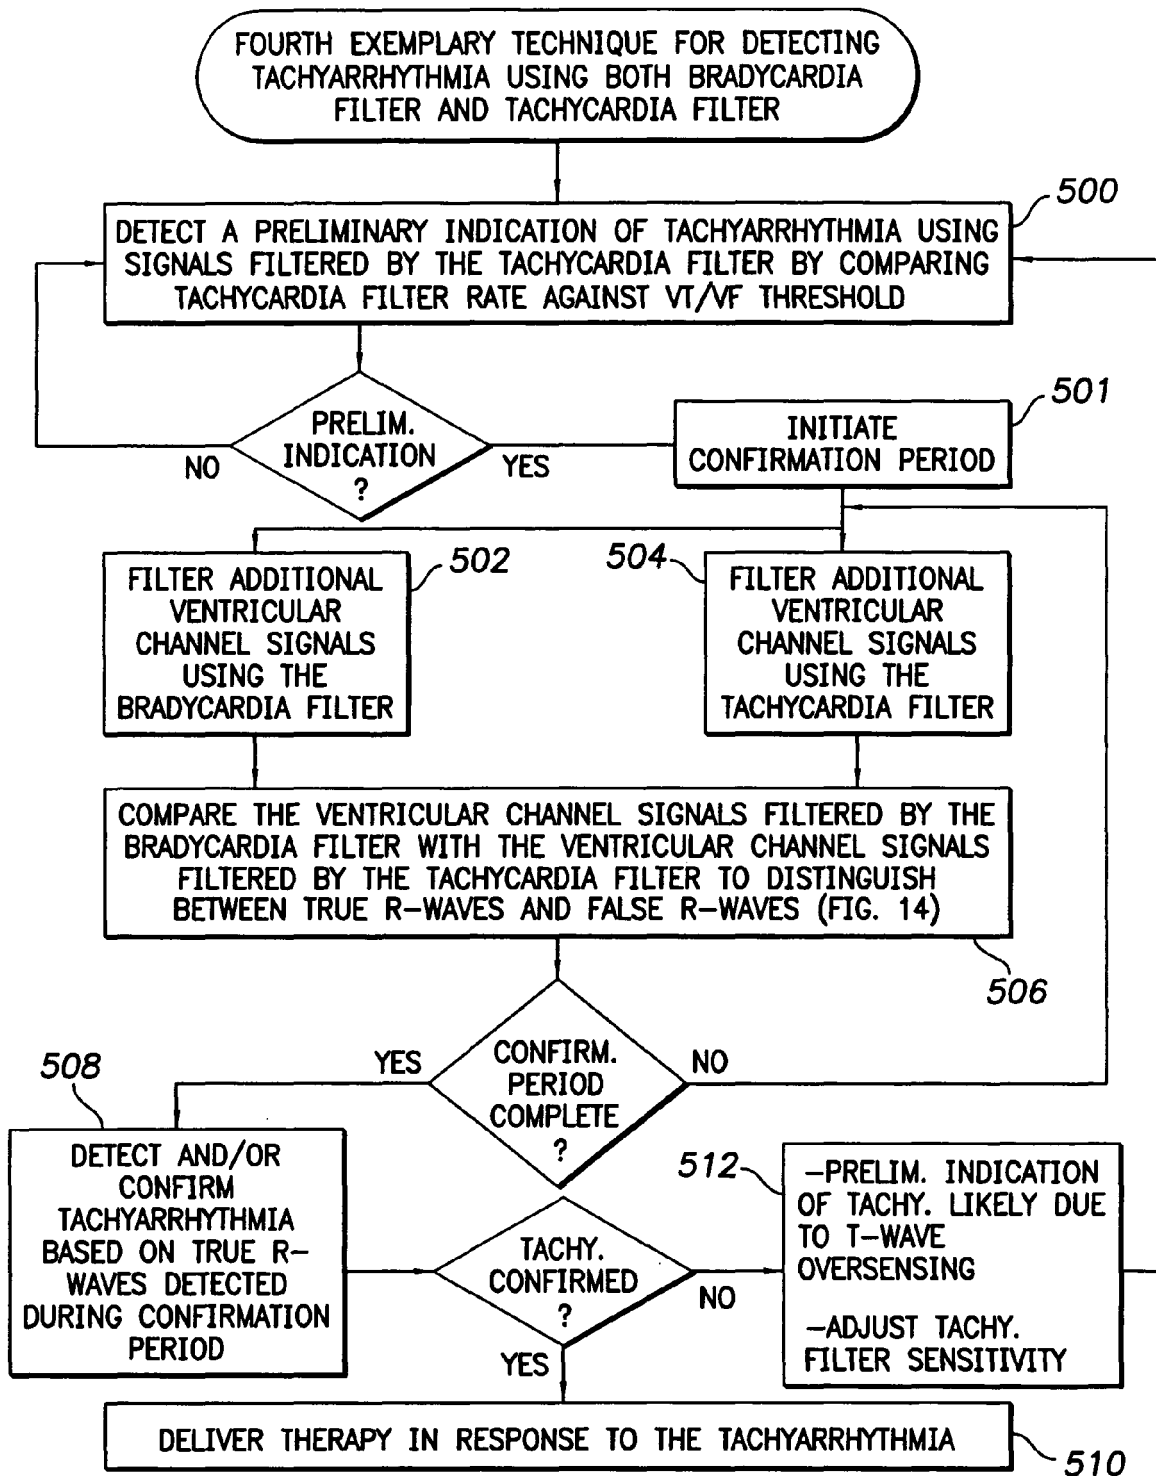 FOURTH EXEMPLARY TECHNIQUE FOR DETECTING
TACHYARRHYTHMIA USING BOTH BRADYCARDIA
FILTER AND TACHYCARDIA FILTER
500
DETECT A PRELIMINARY INDICATION OF TACHYARRHYTHMIA USING
SIGNALS FILTERED BY THE TACHYCARDIA FILTER BY COMPARING
TACHYCARDIA FILTER RATE AGAINST VT/VF THRESHOLD
PRELIM.
INDICATION
?
NO
YES
501
INITIATE
CONFIRMATION PERIOD
502
FILTER ADDITIONAL
VENTRICULAR
CHANNEL SIGNALS
USING THE
BRADYCARDIA FILTER
504
FILTER ADDITIONAL
VENTRICULAR
CHANNEL SIGNALS
USING THE
TACHYCARDIA FILTER
COMPARE THE VENTRICULAR CHANNEL SIGNALS FILTERED BY THE
BRADYCARDIA FILTER WITH THE VENTRICULAR CHANNEL SIGNALS
FILTERED BY THE TACHYCARDIA FILTER TO DISTINGUISH
BETWEEN TRUE R-WAVES AND FALSE R-WAVES (FIG. 14)
506
YES
CONFIRM.
PERIOD
COMPLETE
?
NO
508
DETECT AND/OR
CONFIRM
TACHYARRHYTHMIA
BASED ON TRUE R-
WAVES DETECTED
DURING CONFIRMATION
PERIOD
TACHY.
CONFIRMED
?
NO
YES
512
-PRELIM. INDICATION
OF TACHY. LIKELY DUE
TO T-WAVE
OVERSENSING
-ADJUST TACHY.
FILTER SENSITIVITY
DELIVER THERAPY IN RESPONSE TO THE TACHYARRHYTHMIA
510